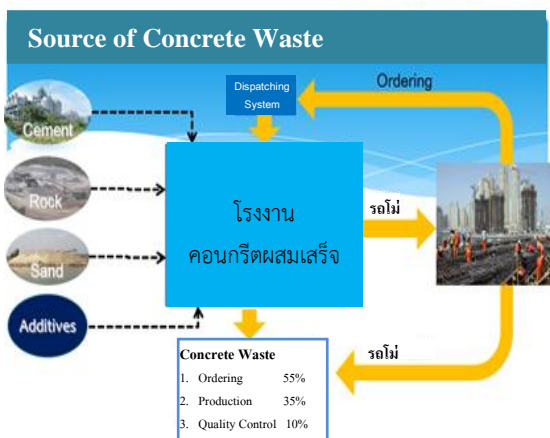 Source of Concrete Waste
Dispatching
System
Ordering
Cement
Rock
Sand
Additives
โรงงาน
คอนกรีตผสมเสร็จ
รถโม่
รถโม่
Concrete Waste
1. Ordering 55%
2. Production 35%
3. Quality Control 10%